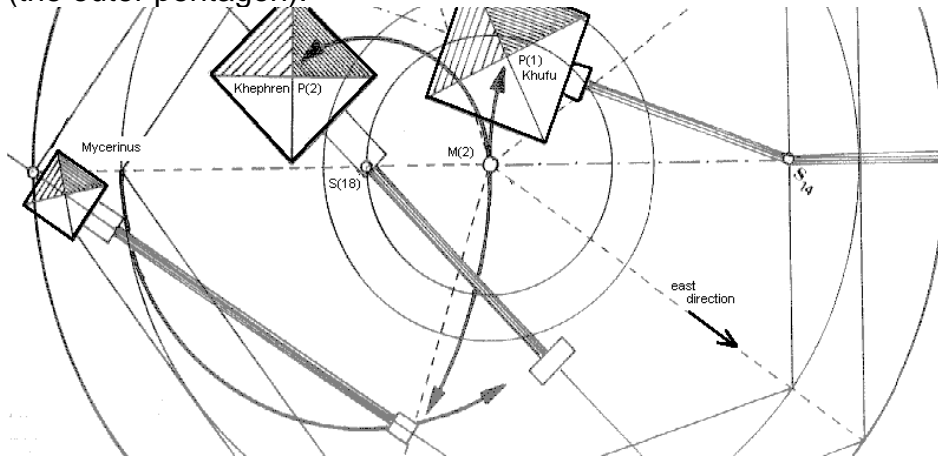 (the outer pentagon).
P(1)
Khufu
Khephren P(2)
Mycerinus
M(2)
S(18)
S14
east
direction